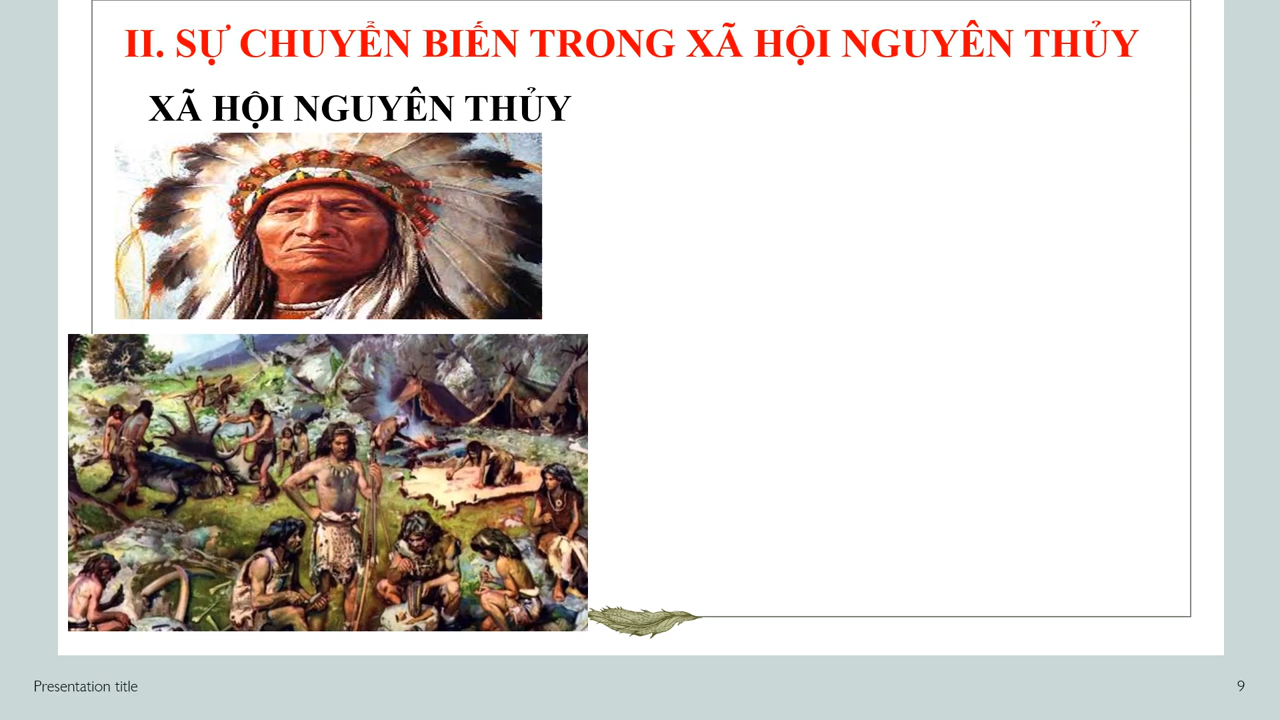 II. SỰ CHUYỂN BIẾN TRONG XÃ HỘI NGUYÊN THỦY
XÃ HỘI NGUYÊN THỦY
Presentation title
9